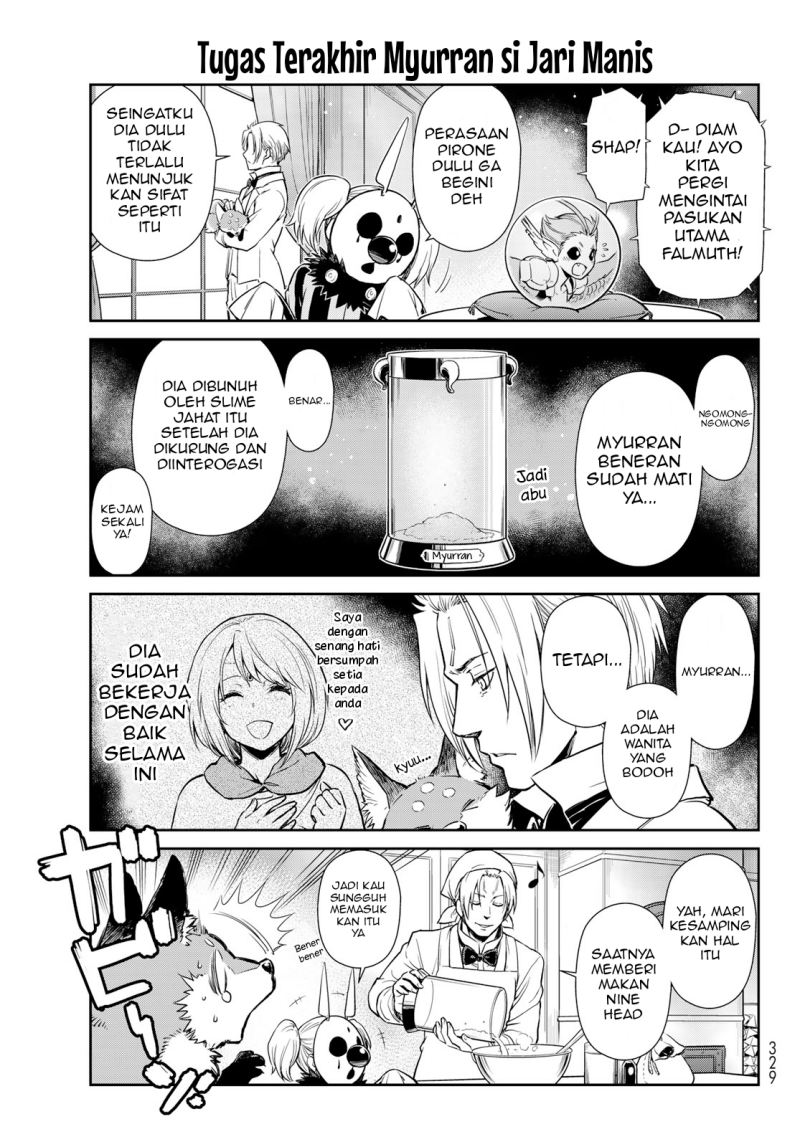 Tugas Terakhir Myurran si Jari Manis
D- DIAM
KAU! AYO
KITA
PERGI
MENGINTAI
PASUKAN
UTAMA
FALMUTH!
SHAP!
PERASAAN
PIRONE
DULU GA
BEGINI
DEH
SEINGATKU
DIA DULU
TIDAK
TERLALU
MENUNJUK
KAN SIFAT
SEPERTI
ITU
NGOMONG-
NGOMONG
MYURRAN
BENERAN
SUDAH MATI
YA...
Jadi
abu
Myurran
BENAR...
DIA DIBUNUH
OLEH SLIME
JAHAT ITU
SETELAH DIA
DIKURUNG DAN
DIINTEROGASI
KEJAM
SEKALI
YA!
MYURRAN...
DIA
ADALAH
WANITA
YANG
BODOH
TETAPI...
Saya
dengan
senang hati
bersumpah
setia
kepada
anda
♡
kyuu...
DIA
SUDAH
BEKERJA
DENGAN
BAIK
SELAMA
INI
YAH, MARI
KESAMPING
KAN HAL
ITU
SAATNYA
MEMBERI
MAKAN
NINE
HEAD
♪
JADI KAU
SUNGGUH
MEMASUK
KAN ITU
YA
Bener
bener
ガビーンッ
329